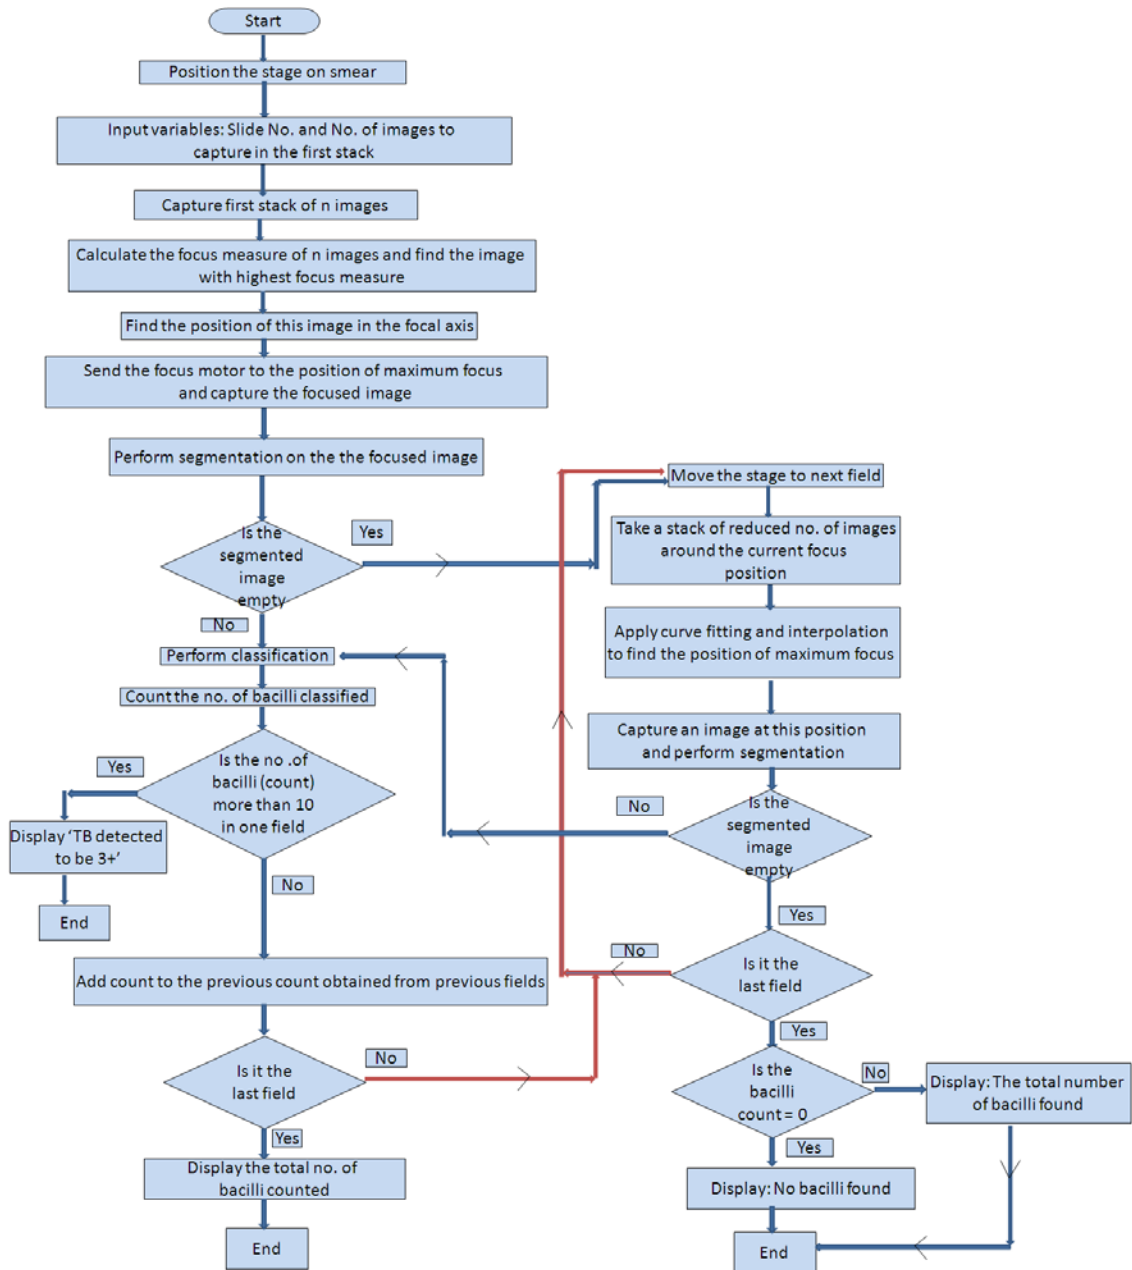 Start
Position the stage on smear
Input variables: Slide No. and No. of images to
capture in the first stack
Capture first stack of n images
Calculate the focus measure of n images and find the image
with highest focus measure
Find the position of this image in the focal axis
Send the focus motor to the position of maximum focus
and capture the focused image
Perform segmentation on the the focused image
Is the
segmented
image
empty
Yes
No
Perform classification
Count the no. of bacilli classified
Is the no .of
bacilli (count)
more than 10
in one field
Yes
Display ‘TB detected
to be 3+’
End
No
Add count to the previous count obtained from previous fields
Is it the
last field
No
Yes
Display the total no. of
bacilli counted
End
Move the stage to next field
Take a stack of reduced no. of images
around the current focus
position
Apply curve fitting and interpolation
to find the position of maximum focus
Capture an image at this position
and perform segmentation
Is the
segmented
image
empty
No
Yes
Is it the
last field
No
Yes
Is the
bacilli
count = 0
No
Display: The total number
of bacilli found
Yes
Display: No bacilli found
End